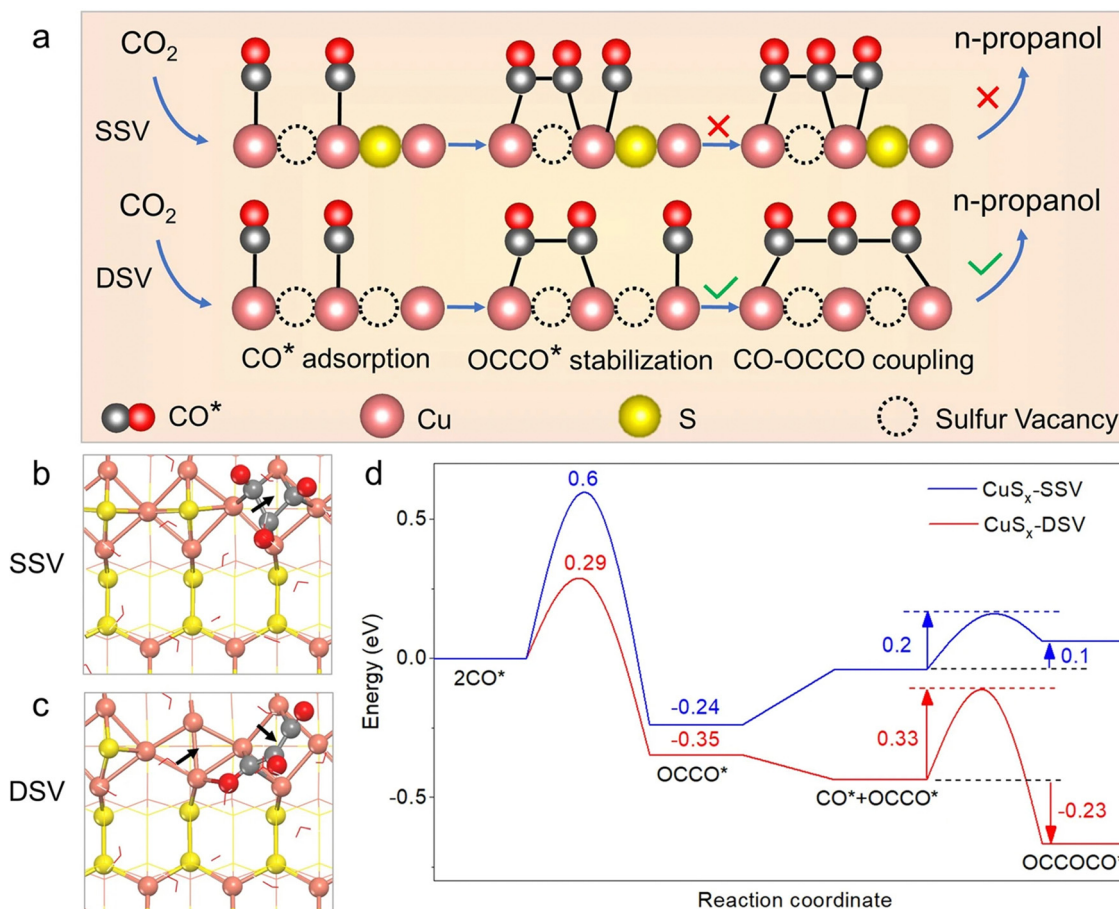 a
CO2
n-propanol
SSV
CO2
n-propanol
DSV
CO* adsorption
OCCO* stabilization
CO-OCCO coupling
CO*
Cu
S
Sulfur Vacancy
b
SSV
c
DSV
d
0.6
CuSx-SSV
CuSx-DSV
0.5
0.29
0.2
0.1
0.0
2CO*
Energy (eV)
-0.24
-0.35
OCCO*
0.33
CO*+OCCO*
-0.5
-0.23
OCCOCO*
Reaction coordinate